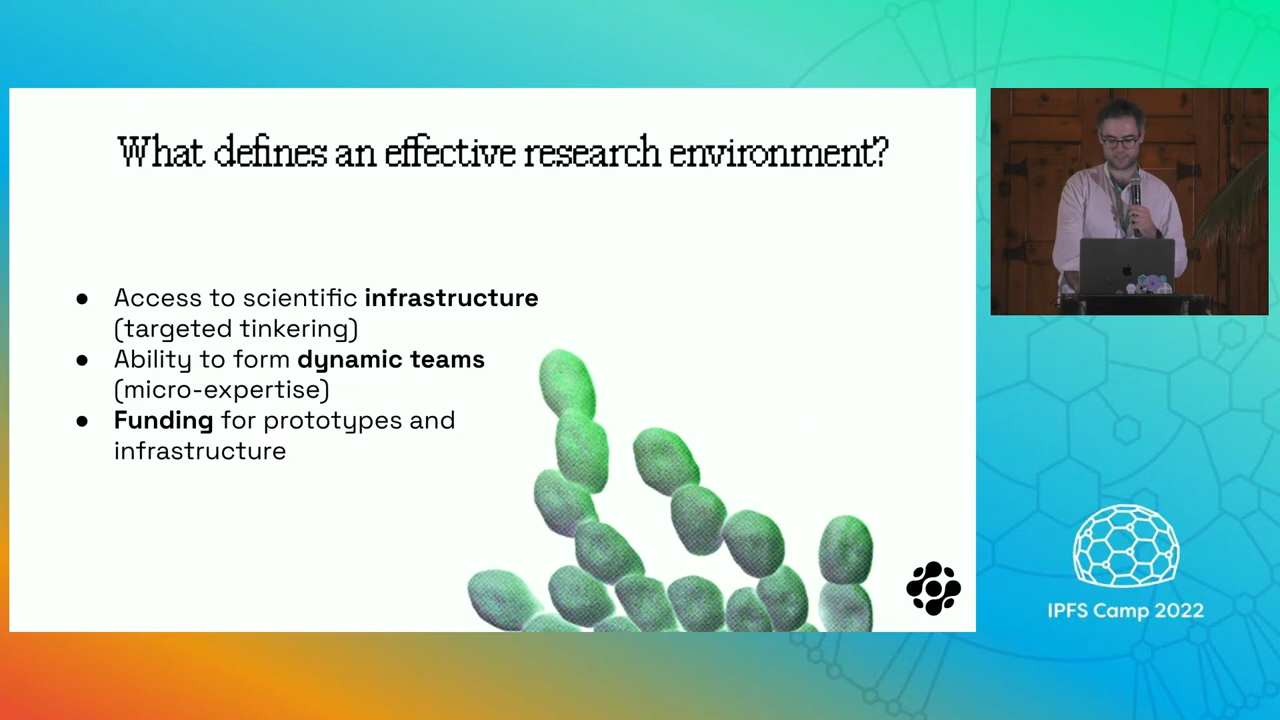 What defines an effective research environment?
● Access to scientific infrastructure
(targeted tinkering)
● Ability to form dynamic teams
(micro-expertise)
● Funding for prototypes and
infrastructure
IPFS Camp 2022